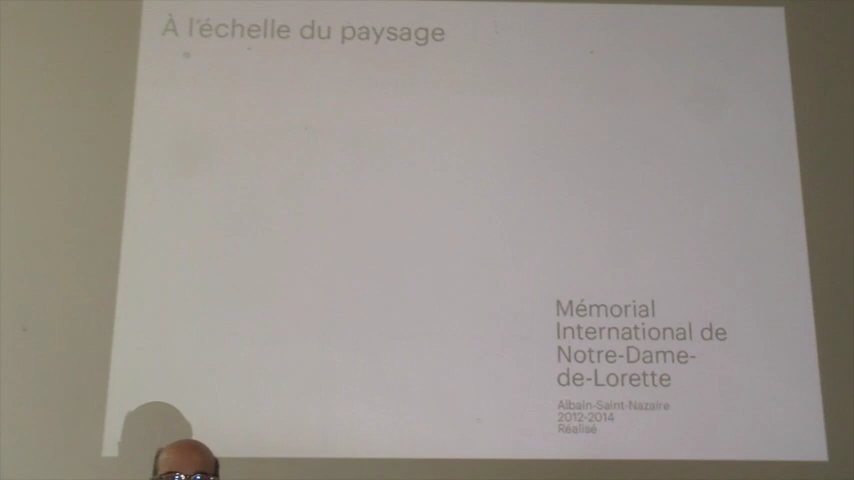 À l'échelle du paysage
Mémorial
International de
Notre-Dame-
de-Lorette
Albain-Saint-Nazaire
2012-2014
Réalisé